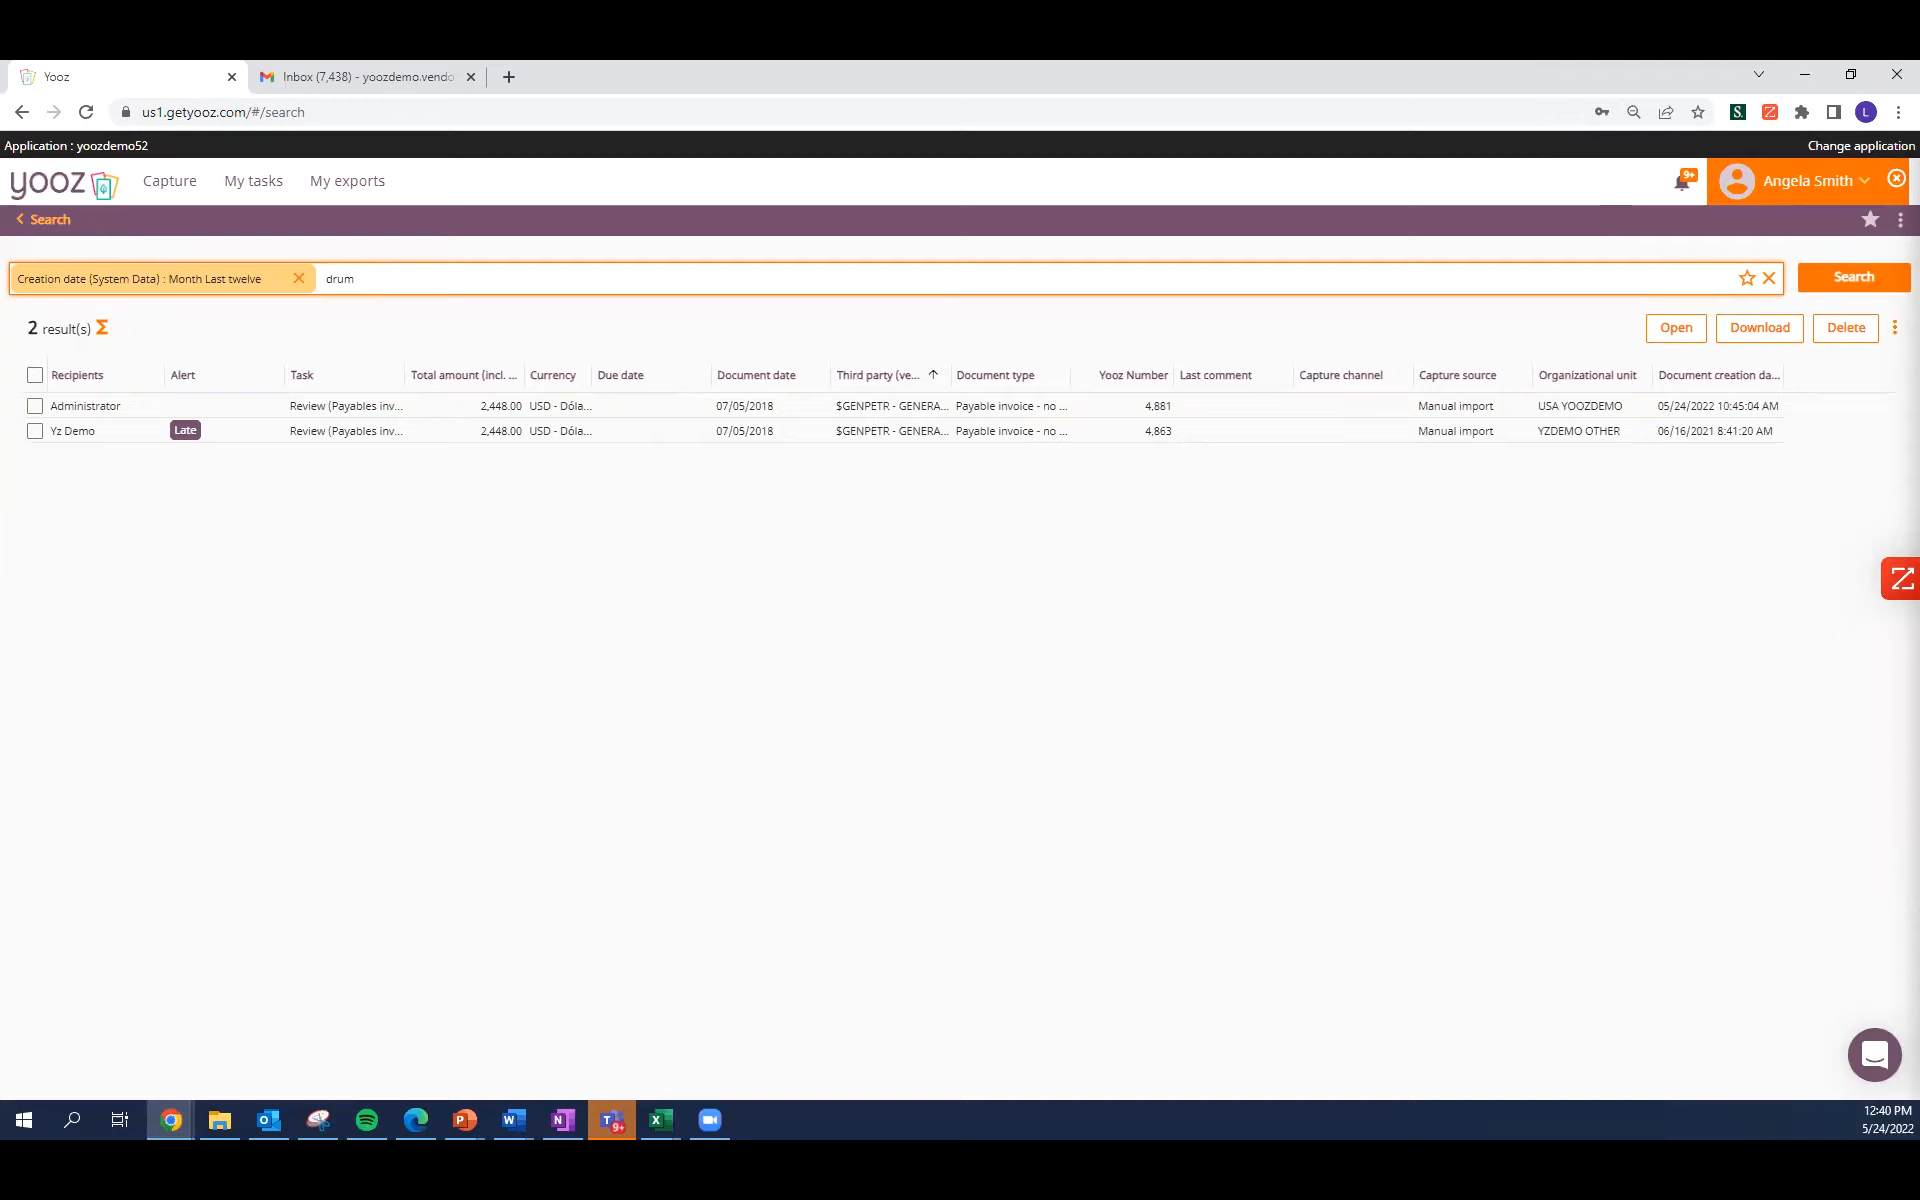 Yooz
Inbox (7,438) - yoozdemo.vendo
us1.getyooz.com/#/search
Application : yoozdemo52
Change application
yooz
Capture
My tasks
My exports
9+
Angela Smith
Search
Creation date (System Data) : Month Last twelve
drum
Search
2 result(s) Σ
Open
Download
Delete
Recipients Alert Task Total amount (incl. ... Currency Due date Document date Third party (ve... Document type Yooz Number Last comment Capture channel Capture source Organizational unit Document creation da...
Administrator Review (Payables inv... 2,448.00 USD - Dóla... 07/05/2018 $GENPETR - GENERA... Payable invoice - no ... 4,881 Manual import USA YOOZDEMO 05/24/2022 10:45:04 AM
Yz Demo Late Review (Payables inv... 2,448.00 USD - Dóla... 07/05/2018 $GENPETR - GENERA... Payable invoice - no ... 4,863 Manual import YZDEMO OTHER 06/16/2021 8:41:20 AM
12:40 PM
5/24/2022